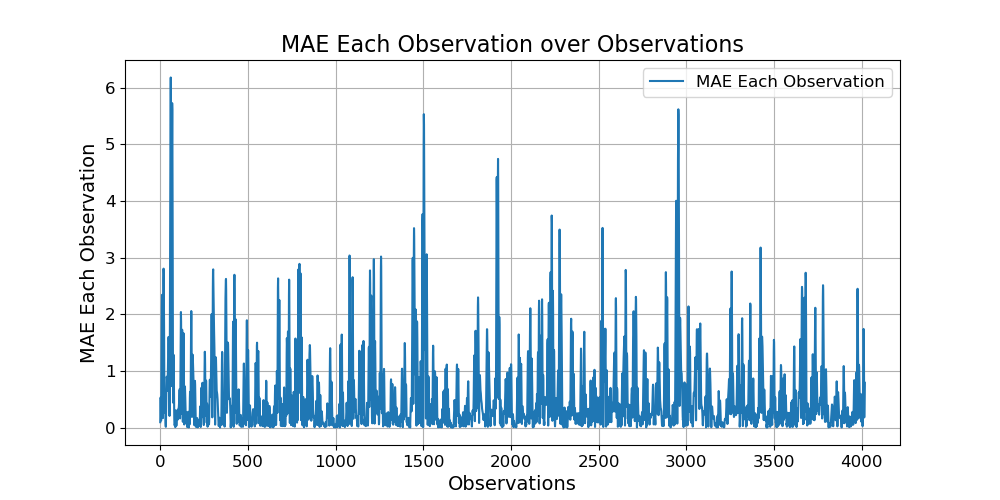 MAE Each Observation over Observations
MAE Each Observation
MAE Each Observation
6
5
4
3
2
1
0
0 500 1000 1500 2000 2500 3000 3500 4000
Observations